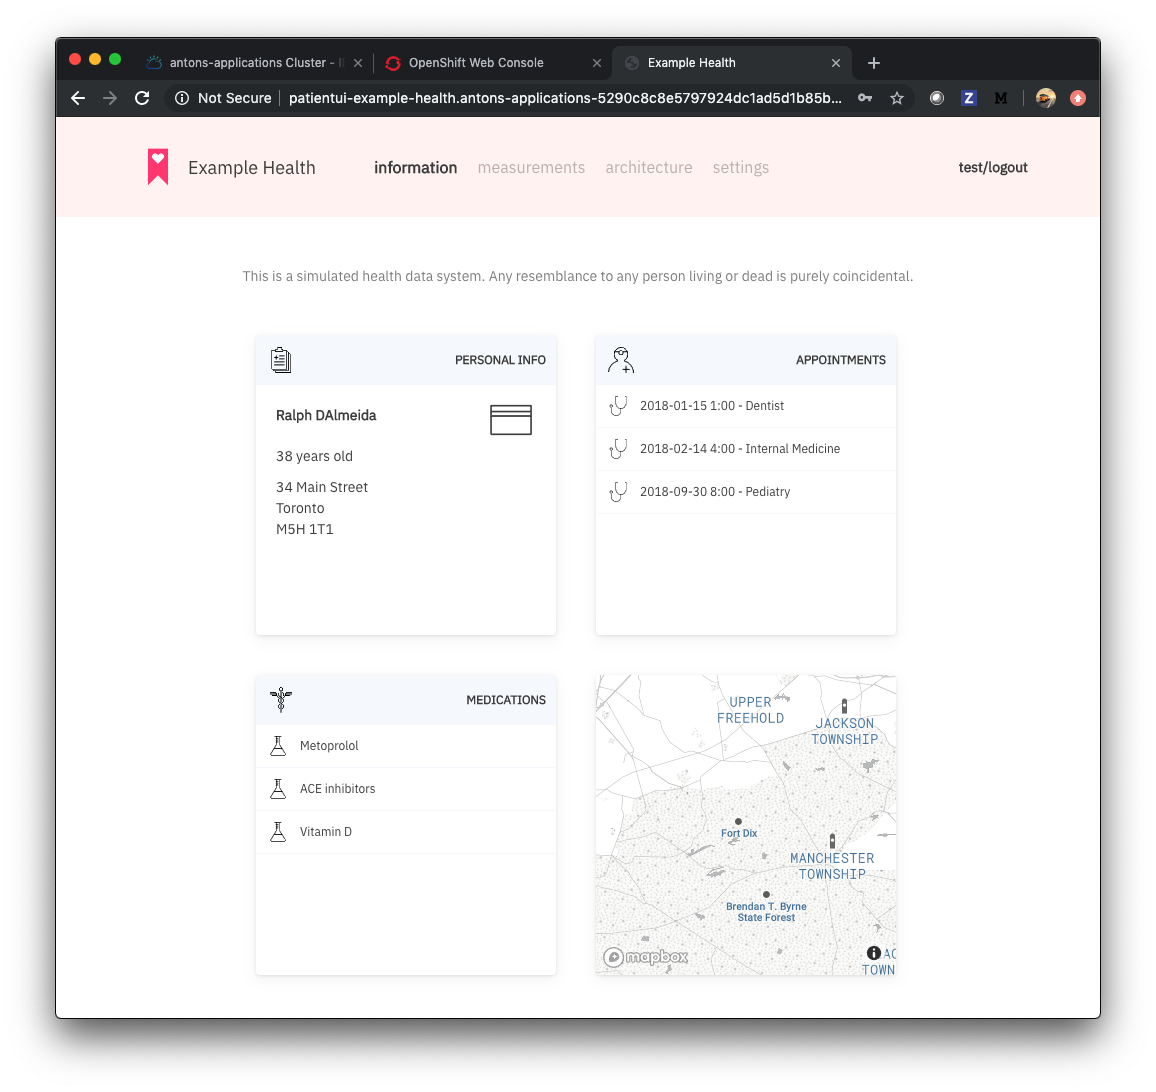 antons-applications Cluster - I
OpenShift Web Console
Example Health
Not Secure
patientui-example-health.antons-applications-5290c8c8e5797924dc1ad5d1b85b...
Z
M
Example Health
information
measurements
architecture
settings
test/logout
This is a simulated health data system. Any resemblance to any person living or dead is purely coincidental.
PERSONAL INFO
Ralph DAlmeida
38 years old
34 Main Street
Toronto
M5H 1T1
APPOINTMENTS
2018-01-15 1:00 - Dentist
2018-02-14 4:00 - Internal Medicine
2018-09-30 8:00 - Pediatry
MEDICATIONS
Metoprolol
ACE inhibitors
Vitamin D
UPPER
FREEHOLD
JACKSON
TOWNSHIP
Fort Dix
MANCHESTER
TOWNSHIP
Brendan T. Byrne
State Forest
mapbox
TOWN